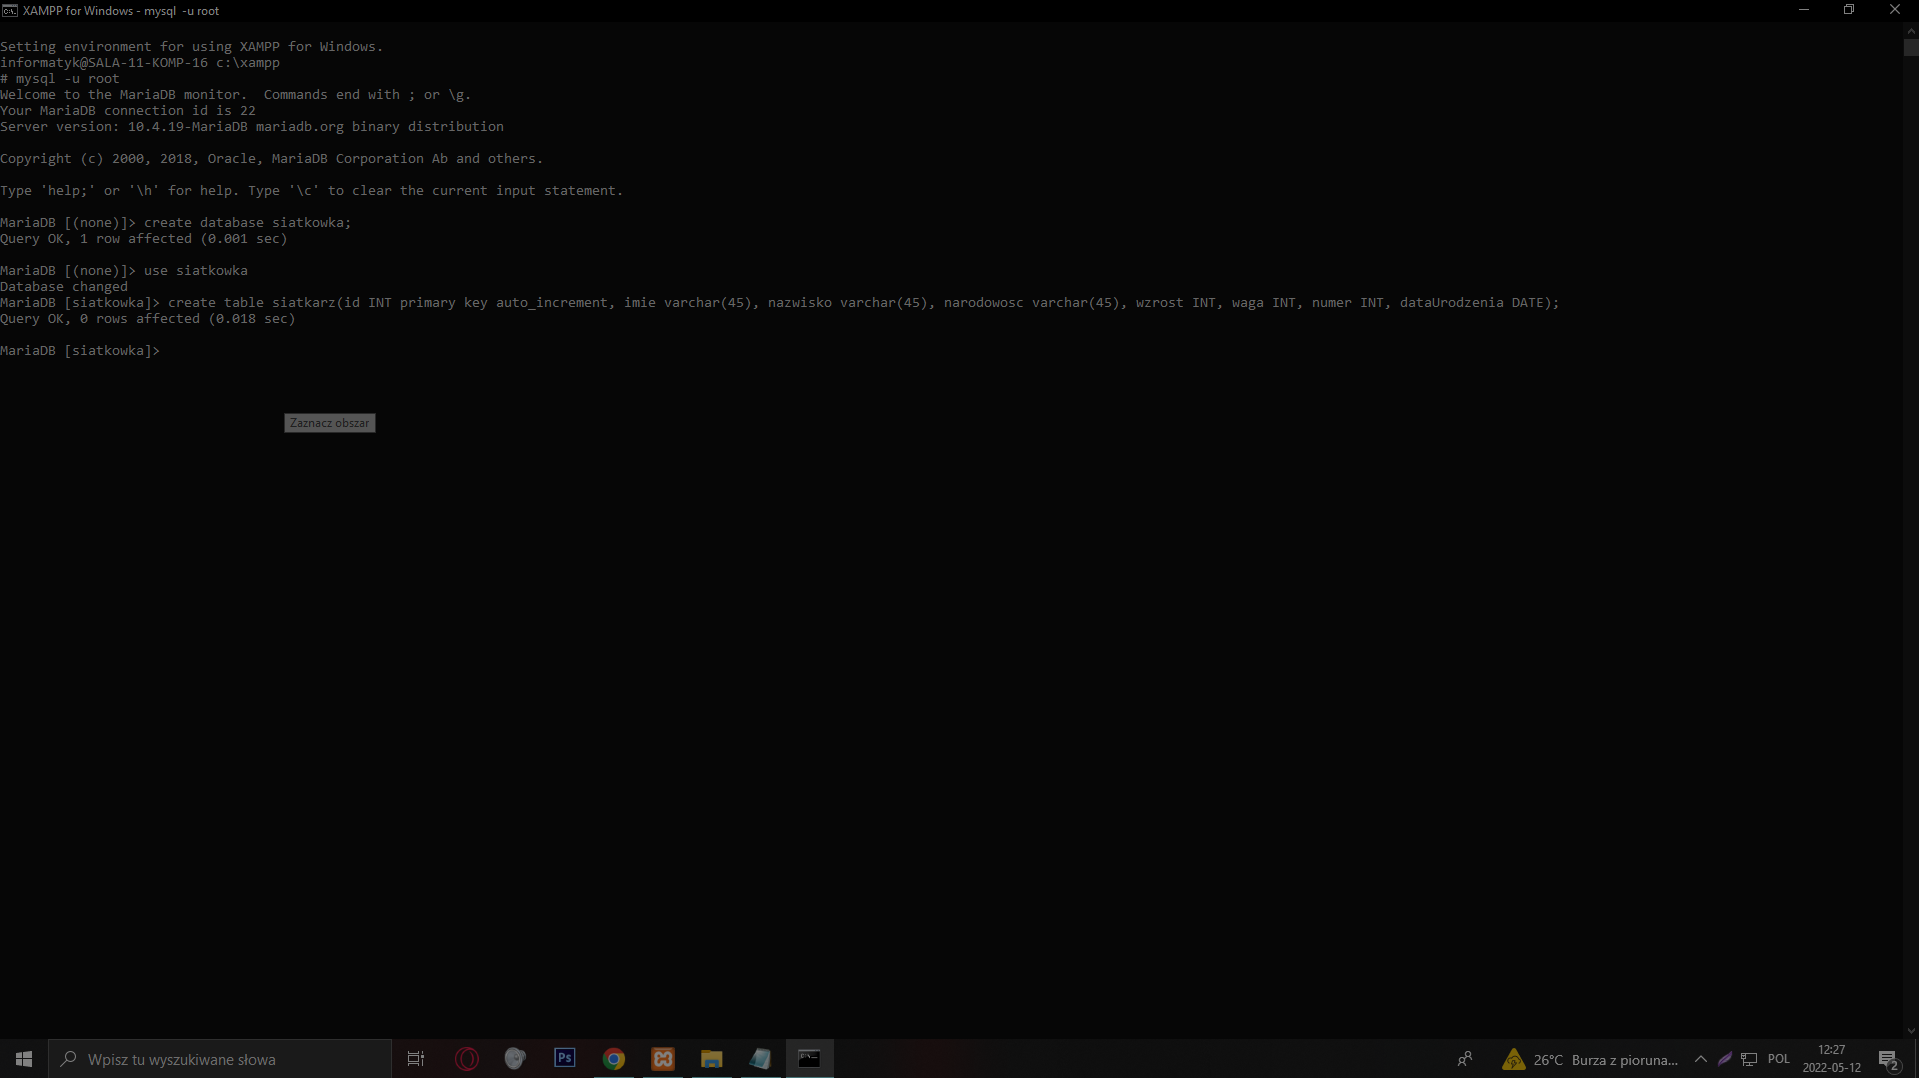 XAMPP for Windows - mysql  -u root
Setting environment for using XAMPP for Windows.
informatyk@SALA-11-KOMP-16 c:\xampp
# mysql -u root
Welcome to the MariaDB monitor.  Commands end with ; or \g.
Your MariaDB connection id is 22
Server version: 10.4.19-MariaDB mariadb.org binary distribution
Copyright (c) 2000, 2018, Oracle, MariaDB Corporation Ab and others.
Type 'help;' or '\h' for help. Type '\c' to clear the current input statement.
MariaDB [(none)]> create database siatkowka;
Query OK, 1 row affected (0.001 sec)
MariaDB [(none)]> use siatkowka
Database changed
MariaDB [siatkowka]> create table siatkarz(id INT primary key auto_increment, imie varchar(45), nazwisko varchar(45), narodowosc varchar(45), wzrost INT, waga INT, numer INT, dataUrodzenia DATE);
Query OK, 0 rows affected (0.018 sec)
MariaDB [siatkowka]>
Zaznacz obszar
Wpisz tu wyszukiwane słowa
Ps
26°C Burza z pioruna...
POL
12:27
2022-05-12
2